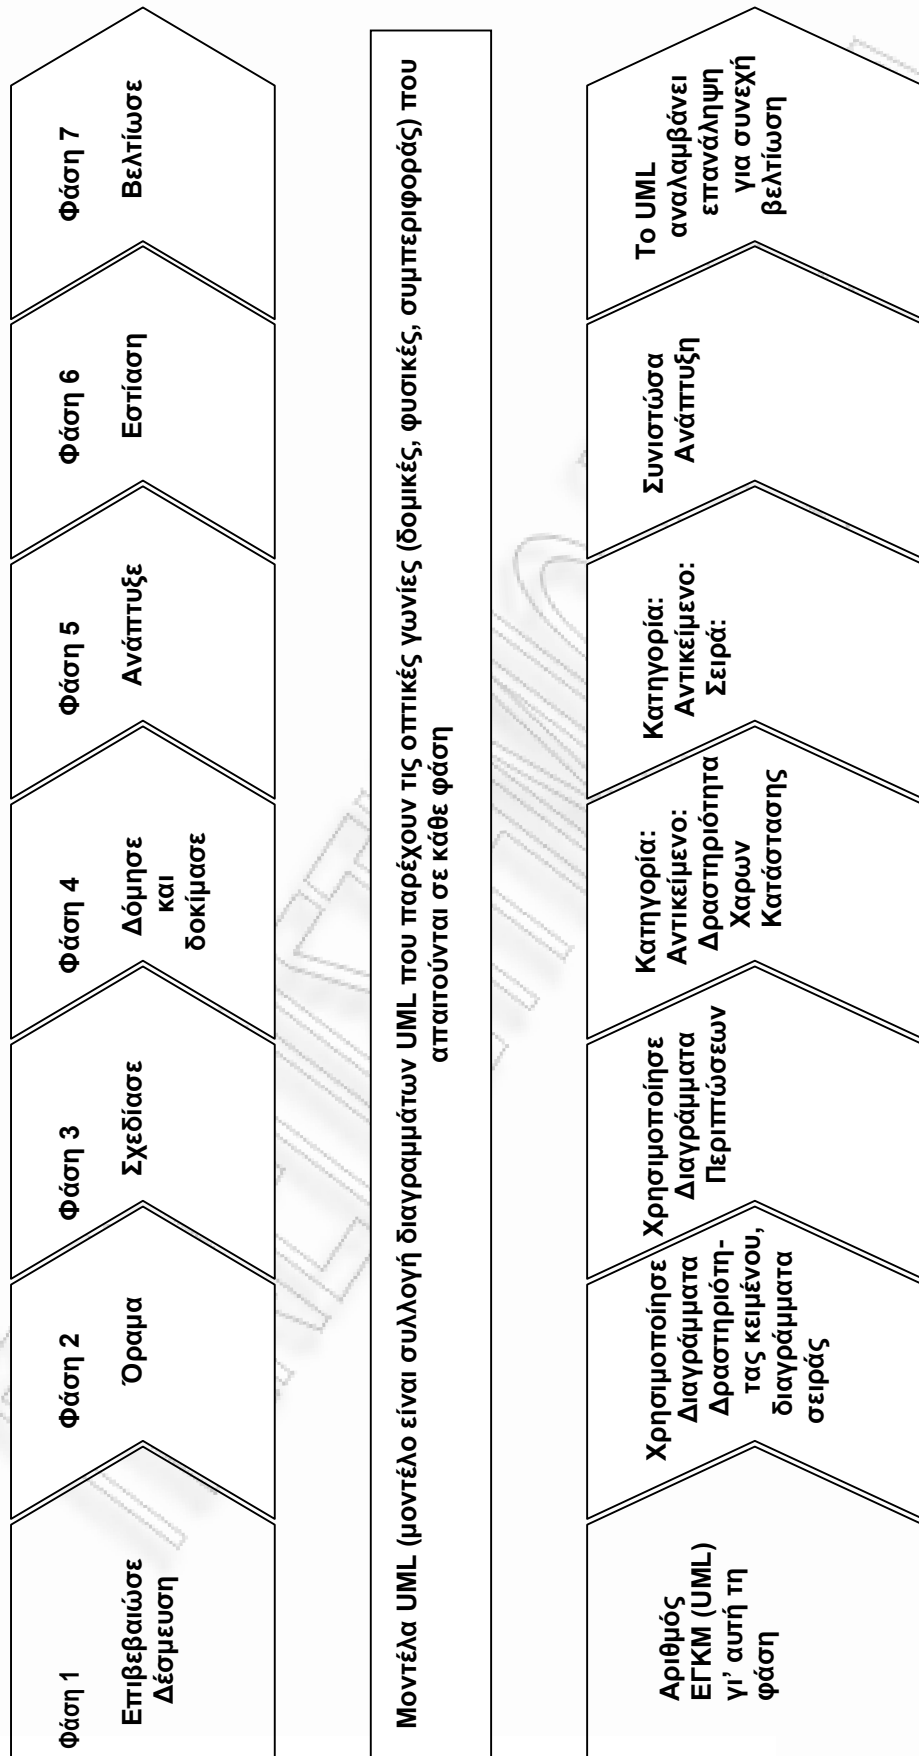 Φάση 1
Επιβεβαιώσε
Δέσμευση
Φάση 2
Όραμα
Φάση 3
Σχεδίασε
Φάση 4
Δόμησε
και
δοκίμασε
Φάση 5
Ανάπτυξε
Φάση 6
Εστίαση
Φάση 7
Βελτίωσε
Μοντέλα UML (μοντέλο είναι συλλογή διαγραμμάτων UML που παρέχουν τις οπτικές γωνίες (δομικές, φυσικές, συμπεριφοράς) που
απαιτούνται σε κάθε φάση
Αριθμός
ΕΓΚΜ (UML)
γι’ αυτή τη
φάση
Χρησιμοποίησε
Διαγράμματα
Δραστηριότη-
τας κειμένου,
διαγράμματα
σειράς
Χρησιμοποίησε
Διαγράμματα
Περιπτώσεων
Κατηγορία:
Αντικείμενο:
Δραστηριότητα
Χαρων
Κατάστασης
Κατηγορία:
Αντικείμενο:
Σειρά:
Συνιστώσα
Ανάπτυξη
Το UML
αναλαμβάνει
επανάληψη
για συνεχή
βελτίωση